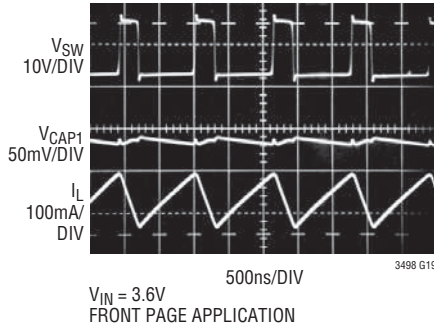 VSW
10V/DIV
VCAP1
50mV/DIV
IL
100mA/
DIV
3498 G19
500ns/DIV
VIN = 3.6V
FRONT PAGE APPLICATION